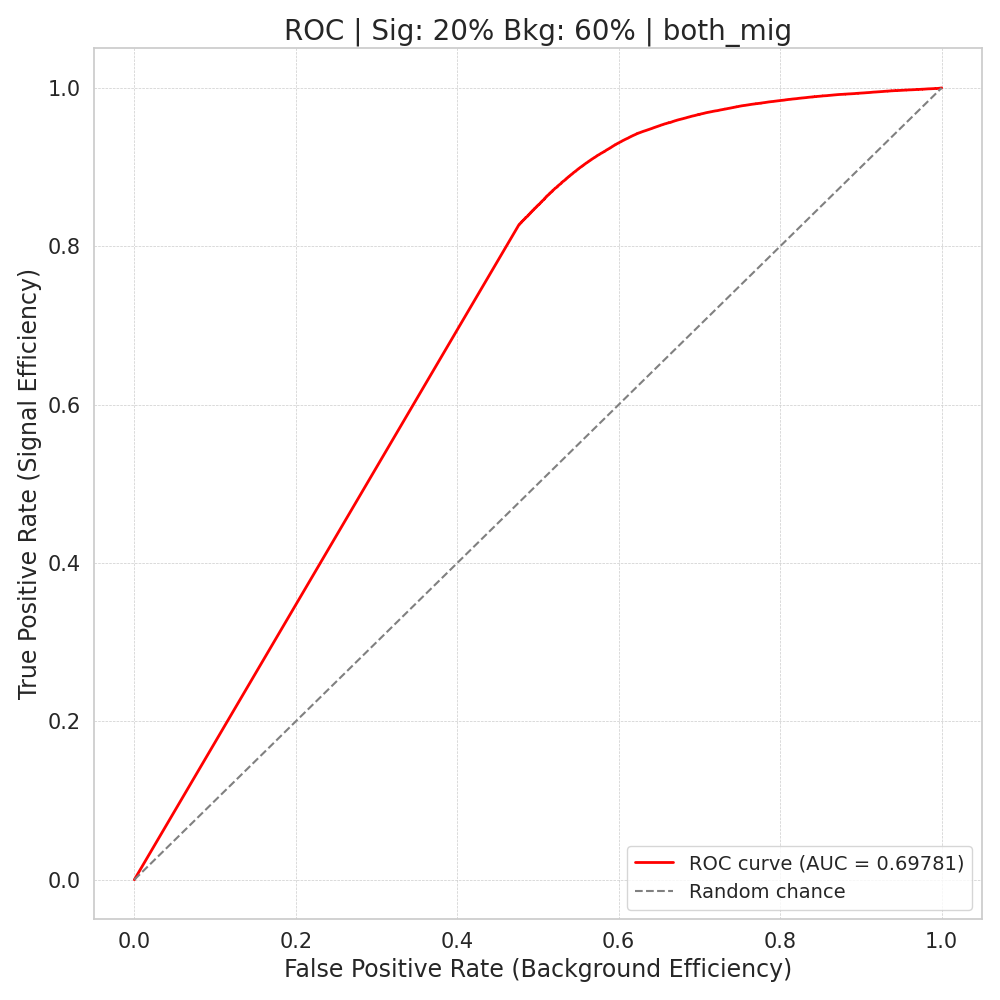 ROC | Sig: 20% Bkg: 60% | both_mig
True Positive Rate (Signal Efficiency)
1.0
0.8
0.6
0.4
0.2
0.0
ROC curve (AUC = 0.69781)
Random chance
0.0 0.2 0.4 0.6 0.8 1.0
False Positive Rate (Background Efficiency)